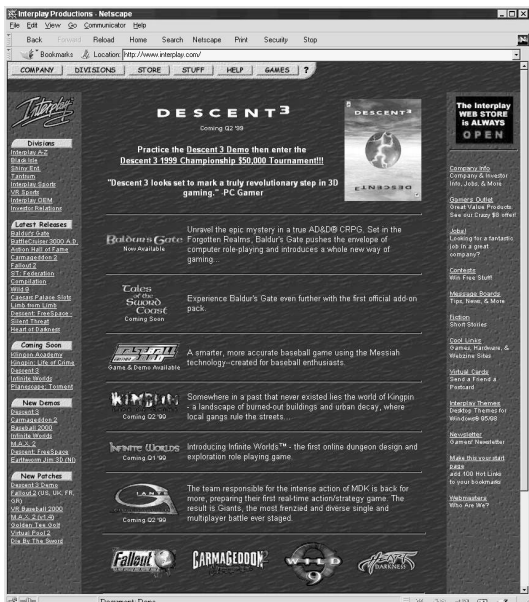 Interplay Productions - Netscape
File Edit View Go Communicator Help
Back Forward Reload Home Search Netscape Print Security Stop
Bookmarks Location: http://www.interplay.com/
COMPANY DIVISIONS STORE STUFF HELP GAMES ?
Interplay
Divisions
Interplay A-Z
Black Isle
Shiny Ent.
Tantrum
Interplay Sports
VR Sports
Interplay OEM
Investor Relations
Latest Releases
Baldur's Gate
BattleCruiser 3000 A.D.
Action Hall of Fame
Carmageddon 2
Fallout 2
ST: Federation
Compilation
Wild 9
Caesars Palace Slots
Limb from Limb
Descent: FreeSpace -
Silent Threat
Heart of Darkness
Coming Soon
Klingon Academy
Kingpin: Life of Crime
Descent 3
Infinite Worlds
Planescape: Torment
New Demos
Descent 3
Carmageddon 2
Baseball 2000
Infinite Worlds
M.A.X. 2
Descent: FreeSpace
Earthworm Jim 3D (NI)
New Patches
Descent 3 Demo
Fallout 2 (US, UK, FR,
GR)
VR Baseball 2000
M.A.X. 2 (v1.4)
Golden Tee Golf
Virtual Pool 2
Die By The Sword
DESCENT3
Coming Q2 '99
Practice the Descent 3 Demo then enter the
Descent 3 1999 Championship $50,000 Tournament!!!
"Descent 3 looks set to mark a truly revolutionary step in 3D
gaming." -PC Gamer
DESCENT3
DESCENT3
Baldur's Gate
Now Available
Unravel the epic mystery in a true AD&D® CRPG. Set in the
Forgotten Realms, Baldur's Gate pushes the envelope of
computer role-playing and introduces a whole new way of
gaming...
Tales
of the
Sword
Coast
Coming Soon
Experience Baldur's Gate even further with the first official add-on
pack.
Game & Demo Available
A smarter, more accurate baseball game using the Messiah
technology--created for baseball enthusiasts.
KINGPIN
Coming Q2 '99
Somewhere in a past that never existed lies the world of Kingpin
- a landscape of burned-out buildings and urban decay, where
local gangs rule the streets...
Infinite Worlds
Coming Q1 '99
Introducing Infinite Worlds™ - the first online dungeon design and
exploration role playing game.
GIANTS
Coming Q2 '99
The team responsible for the intense action of MDK is back for
more, preparing their first real-time action/strategy game. The
result is Giants, the most frenzied and diverse single and
multiplayer battle ever staged.
Fallout
CARMAGEDDON
WILD
9
HEART
DARKNESS
The Interplay
WEB STORE
is ALWAYS
OPEN
Company Info
Company & Investor
Info, Jobs, & More
Gamers Outlet
Great Value Products.
See our Crazy $8 offer!
Jobs!
Looking for a fantastic
job in a great
company?
Contests
Win Free Stuff!
Message Boards
Tips, News, & More
Fiction
Short Stories
Cool Links
Games, Hardware, &
Webzine Sites
Virtual Cards
Send a Friend a
Postcard
Interplay Themes
Desktop Themes for
Windows® 95/98
Newsletter
Gamers' Newsletter
Make this your start
page
add 100 Hot Links
to your bookmarks
Webmasters
Who Are We?
Document: Done